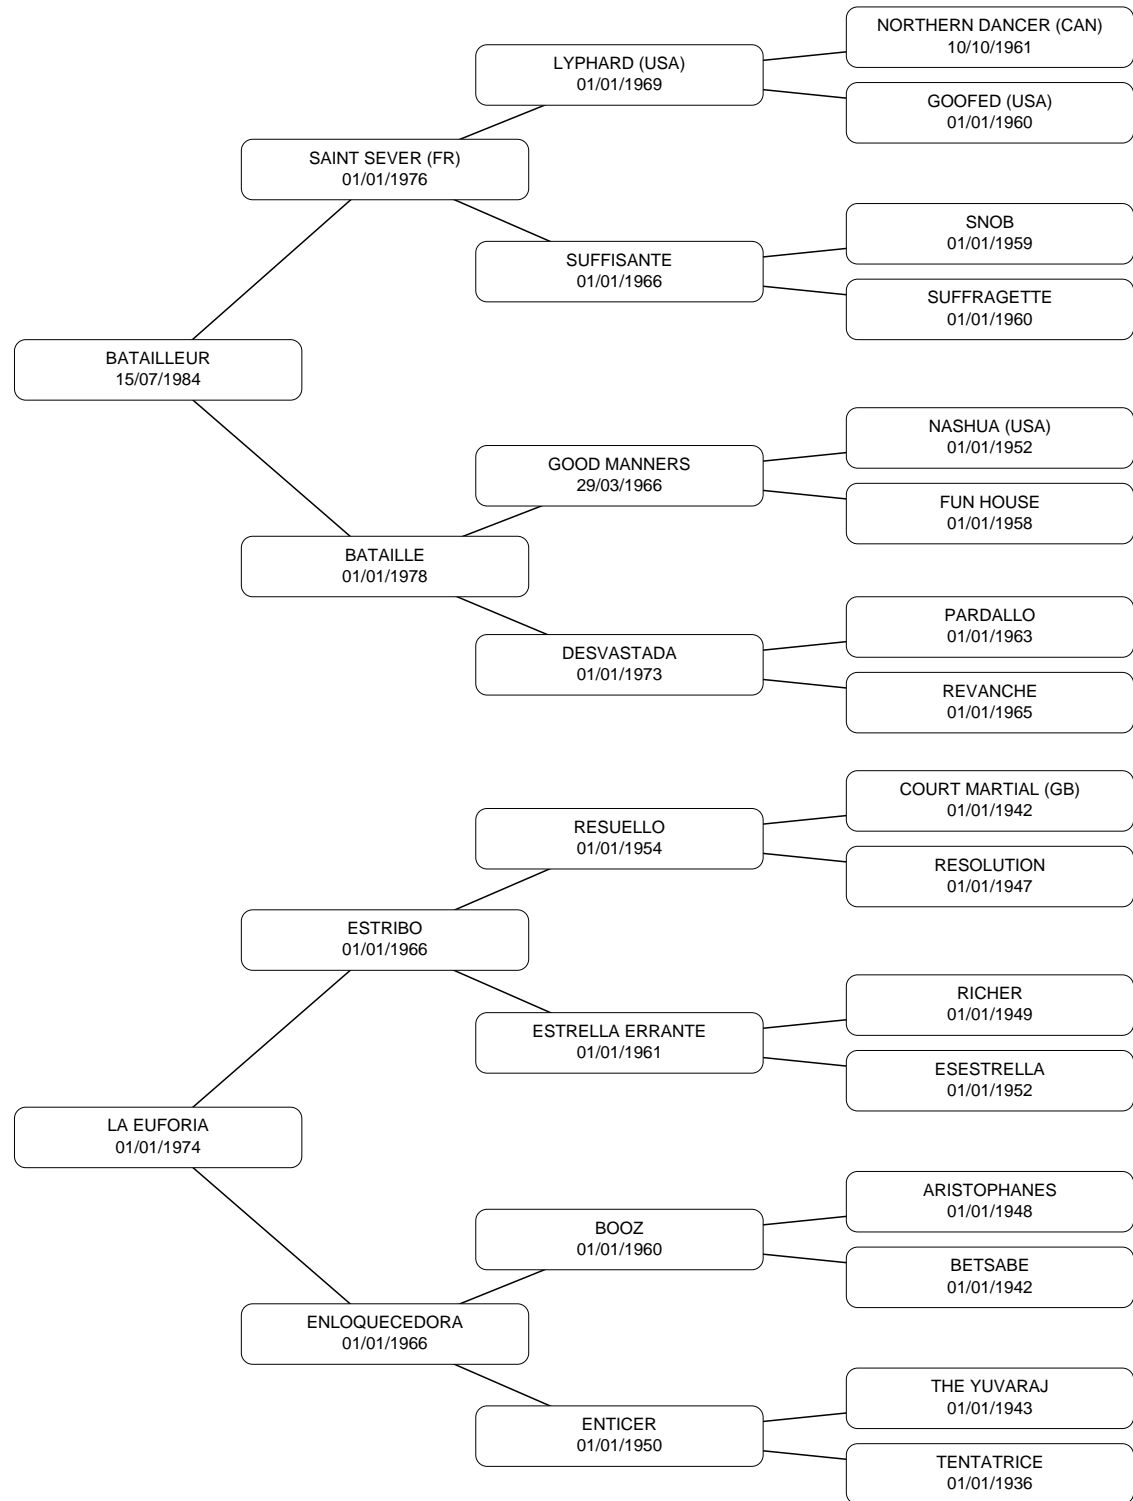 NORTHERN DANCER (CAN)
10/10/1961
LYPHARD (USA)
01/01/1969
GOOFED (USA)
01/01/1960
SAINT SEVER (FR)
01/01/1976
SNOB
01/01/1959
SUFFISANTE
01/01/1966
SUFFRAGETTE
01/01/1960
BATAILLEUR
15/07/1984
NASHUA (USA)
01/01/1952
GOOD MANNERS
29/03/1966
FUN HOUSE
01/01/1958
BATAILLE
01/01/1978
PARDALLO
01/01/1963
DESVASTADA
01/01/1973
REVANCHE
01/01/1965
COURT MARTIAL (GB)
01/01/1942
RESUELLO
01/01/1954
RESOLUTION
01/01/1947
ESTRIBO
01/01/1966
RICHER
01/01/1949
ESTRELLA ERRANTE
01/01/1961
ESESTRELLA
01/01/1952
LA EUFORIA
01/01/1974
ARISTOPHANES
01/01/1948
BOOZ
01/01/1960
BETSABE
01/01/1942
ENLOQUECEDORA
01/01/1966
THE YUVARAJ
01/01/1943
ENTICER
01/01/1950
TENTATRICE
01/01/1936